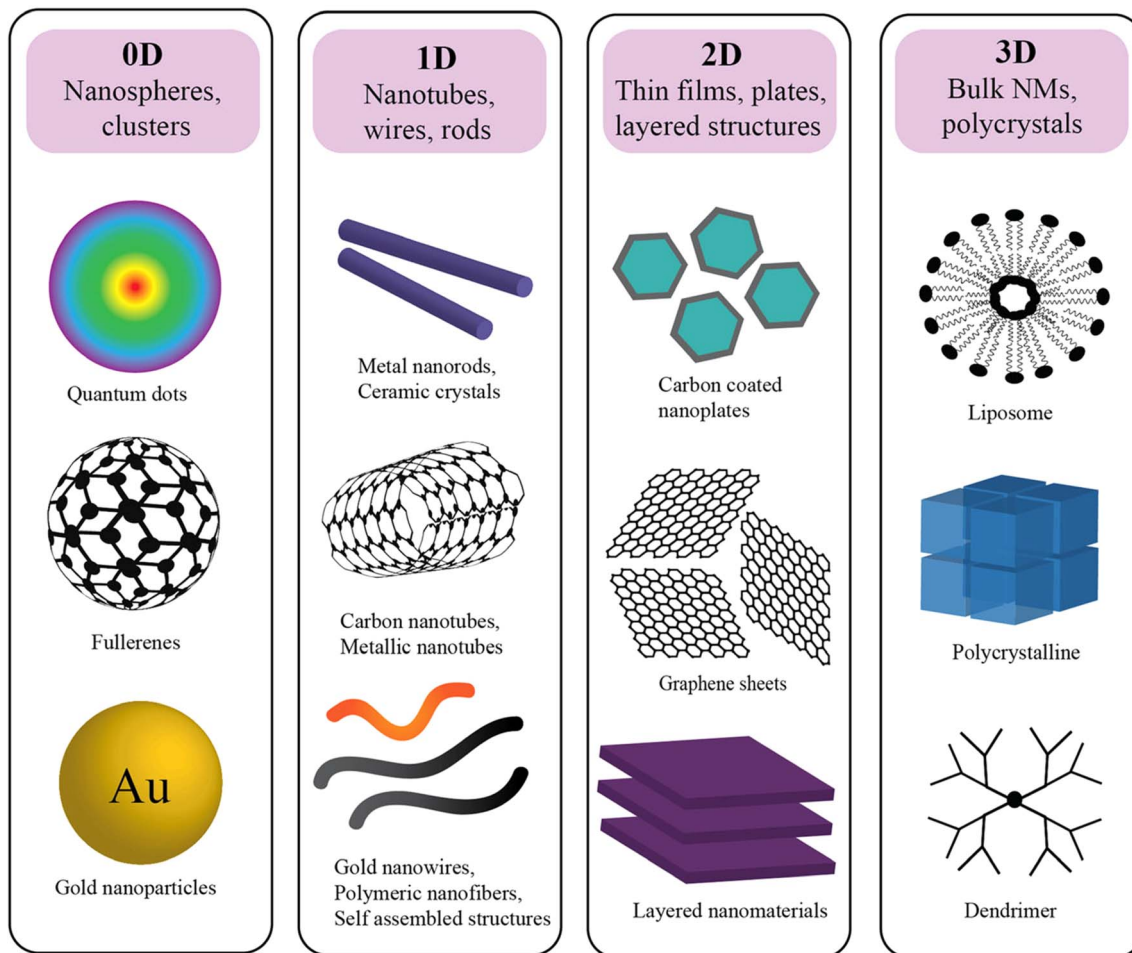 0D
Nanospheres,
clusters
Quantum dots
Fullerenes
Au
Gold nanoparticles
1D
Nanotubes,
wires, rods
Metal nanorods,
Ceramic crystals
Carbon nanotubes,
Metallic nanotubes
Gold nanowires,
Polymeric nanofibers,
Self assembled structures
2D
Thin films, plates,
layered structures
Carbon coated
nanoplates
Graphene sheets
Layered nanomaterials
3D
Bulk NMs,
polycrystals
Liposome
Polycrystalline
Dendrimer